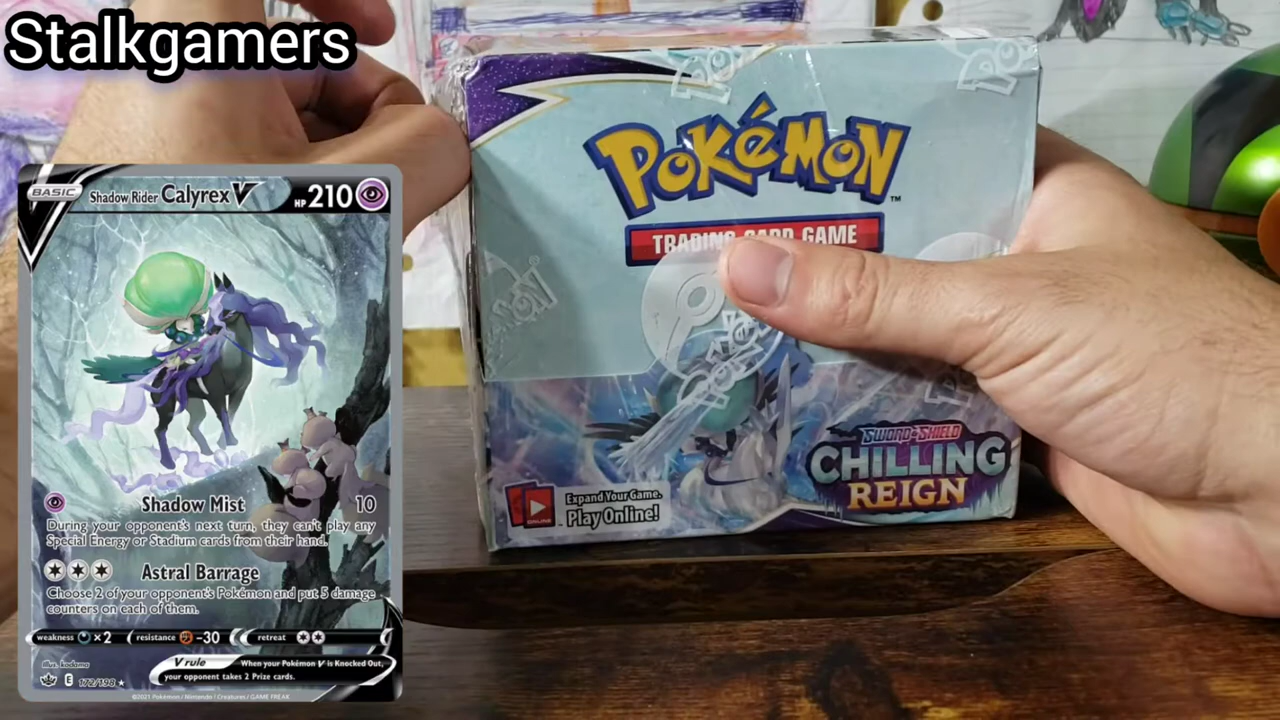 Stalkgamers
BASIC
Shadow Rider Calyrex V
HP 210
Shadow Mist 10
During your opponent's next turn, they can't play any
Special Energy or Stadium cards from their hand.
Astral Barrage
Choose 2 of your opponent's Pokémon and put 5 damage
counters on each of them.
weakness ×2 resistance -30 retreat
V rule When your Pokémon V is Knocked Out,
your opponent takes 2 Prize cards.
illus. kodama
E 172/198
©2021 Pokémon / Nintendo / Creatures / GAME FREAK
POKéMON™
TRADING CARD GAME
SWORD & SHIELD
CHILLING
REIGN
Expand Your Game.
Play Online!
ONLINE